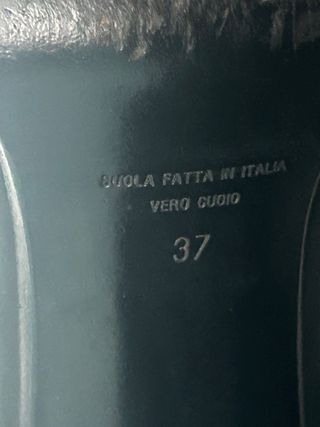 SUOLA FATTA IN ITALIA
VERO CUOIO
37